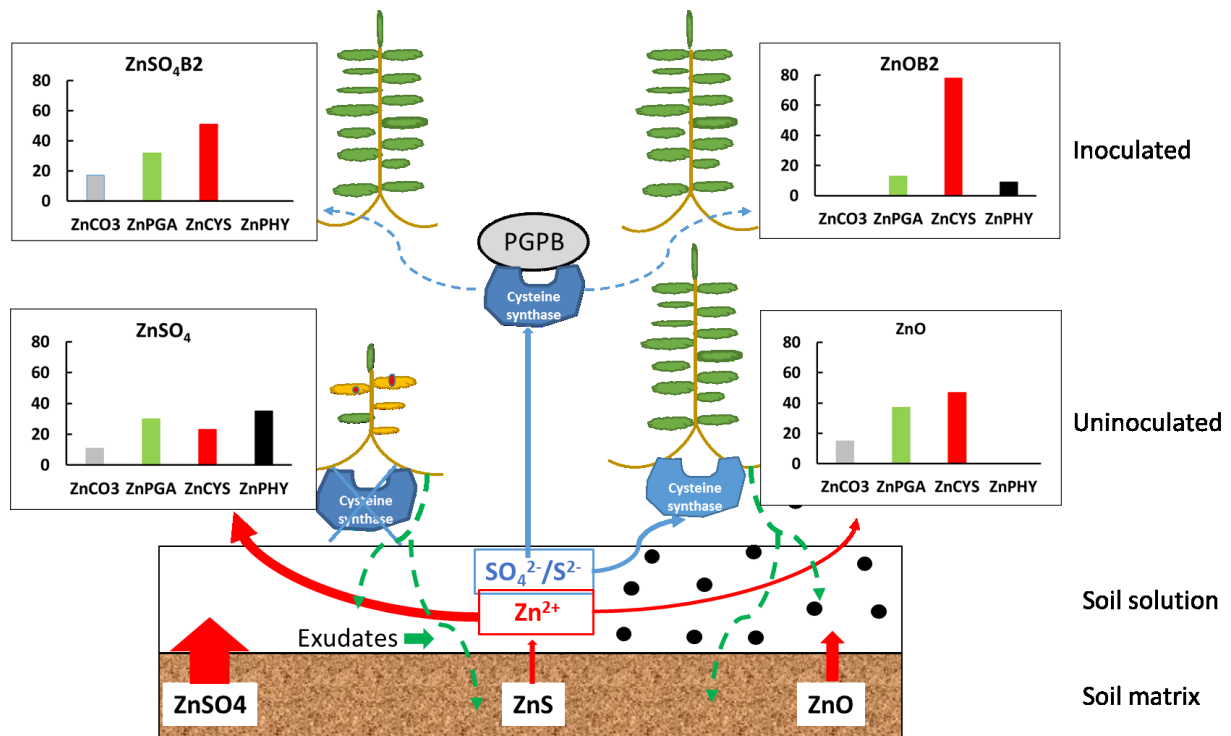 ZnSO₄B2
80
60
40
20
0
ZnCO3 ZnPGA ZnCYS ZnPHY
ZnOB2
80
60
40
20
0
ZnCO3 ZnPGA ZnCYS ZnPHY
Inoculated
PGPB
Cysteine
synthase
ZnSO₄
80
60
40
20
0
ZnCO3 ZnPGA ZnCYS ZnPHY
Cysteine
synthase
Cysteine
synthase
ZnO
80
60
40
20
0
ZnCO3 ZnPGA ZnCYS ZnPHY
Uninoculated
SO₄²⁻/S²⁻
Zn²⁺
Exudates
Soil solution
ZnSO4
ZnS
ZnO
Soil matrix